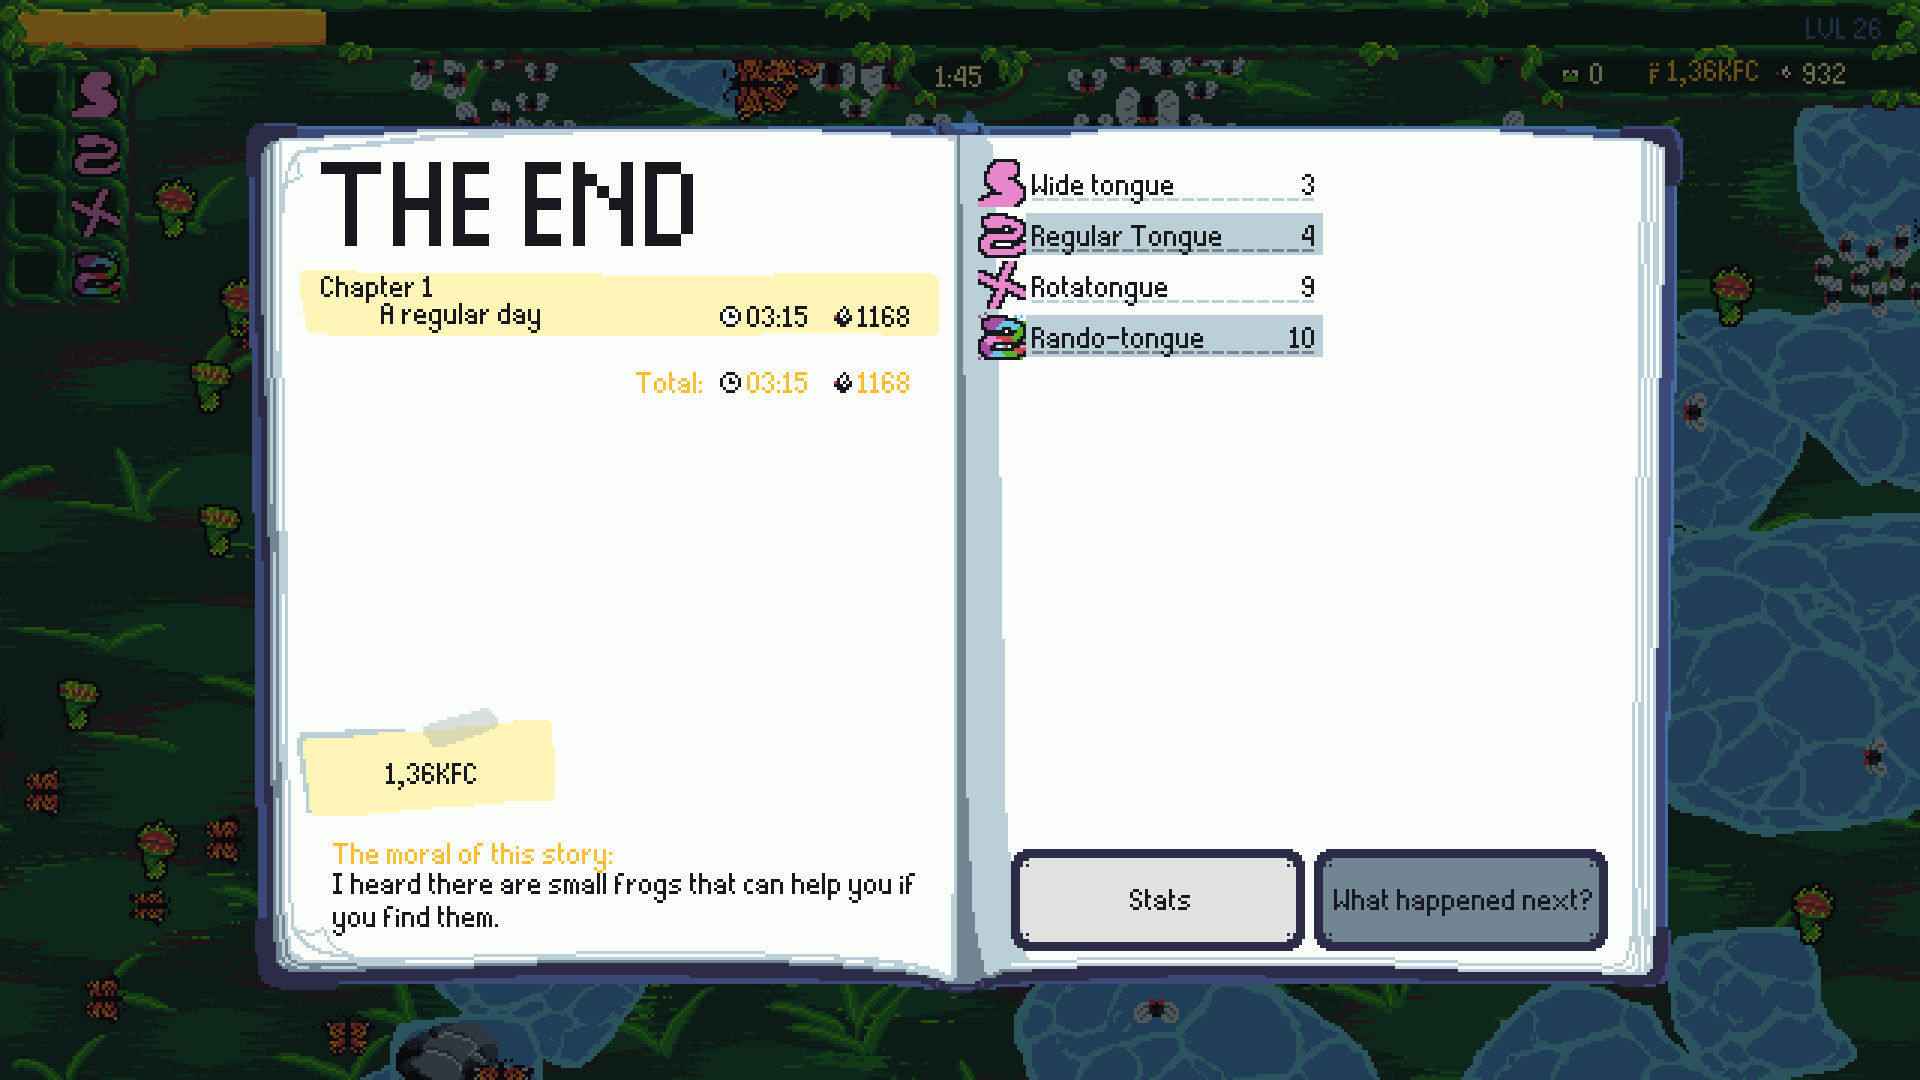 LVL 26
1:45
0 ₣1,36KFC 932
THE END
Chapter 1
A regular day 03:15 1168
Total: 03:15 1168
1,36KFC
The moral of this story:
I heard there are small frogs that can help you if
you find them.
Wide tongue 3
Regular Tongue 4
Rotatongue 9
Rando-tongue 10
Stats
What happened next?